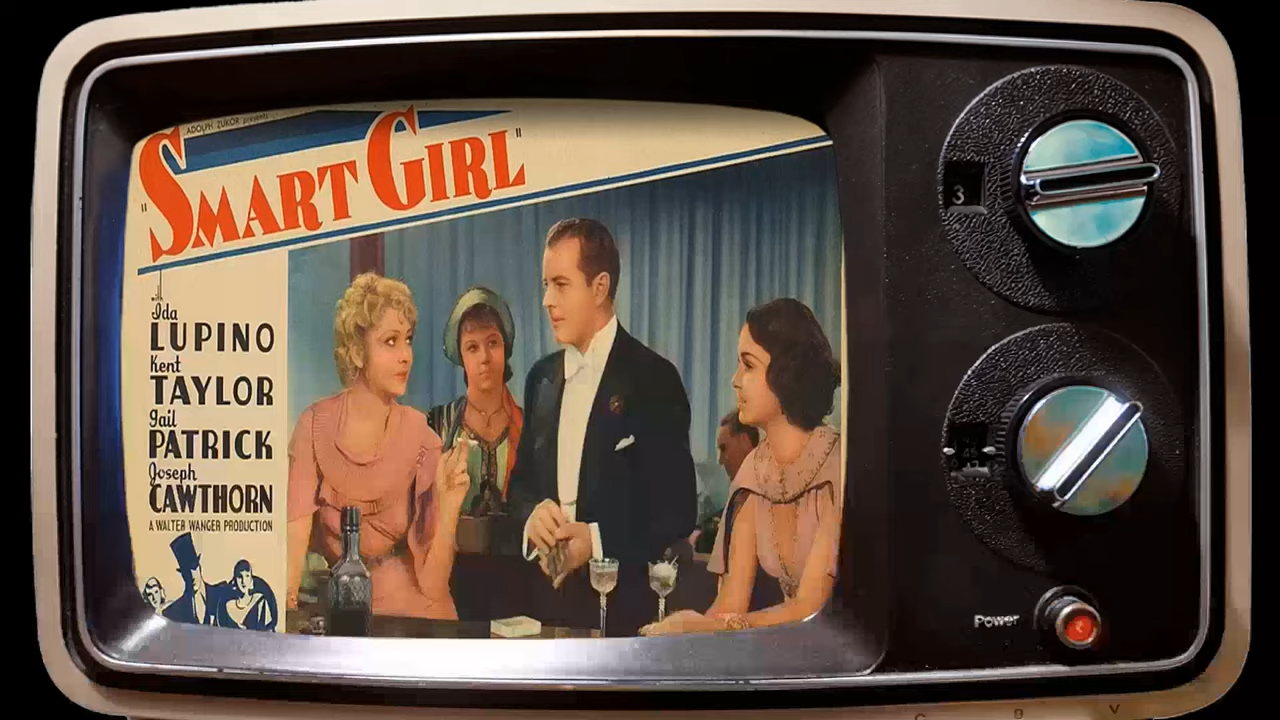 ADOLPH ZUKOR presents
"SMART GIRL"
with
Ida
LUPINO
Kent
TAYLOR
Gail
PATRICK
Joseph
CAWTHORN
A WALTER WANGER PRODUCTION
3
45
Power